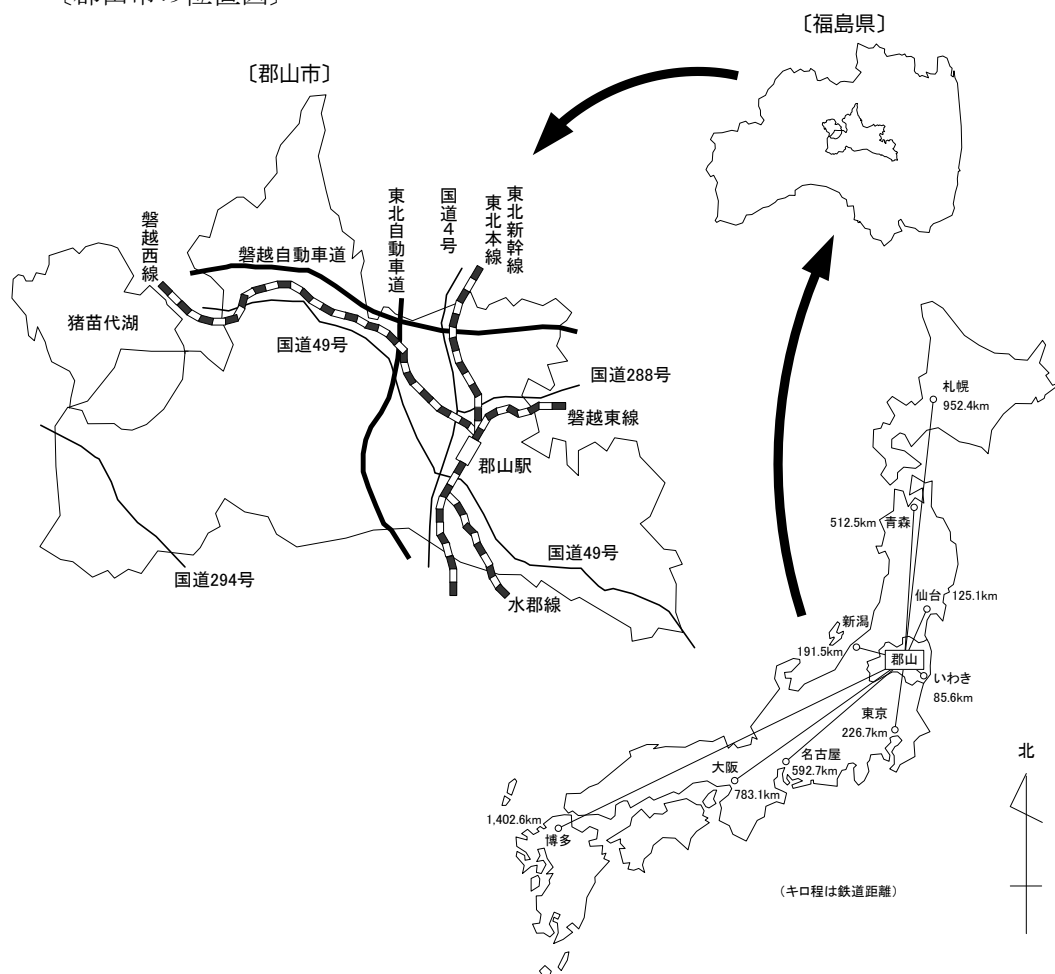 〔郡山市の位置図〕
〔福島県〕
〔郡山市〕
東北新幹線
東北本線
国道4号
東北自動車道
磐越西線
磐越自動車道
猪苗代湖
国道49号
国道288号
磐越東線
郡山駅
国道49号
国道294号
水郡線
札幌
952.4km
512.5km
青森
仙台
125.1km
新潟
191.5km
郡山
いわき
85.6km
東京
226.7km
名古屋
592.7km
大阪
783.1km
1,402.6km
博多
北
(キロ程は鉄道距離)